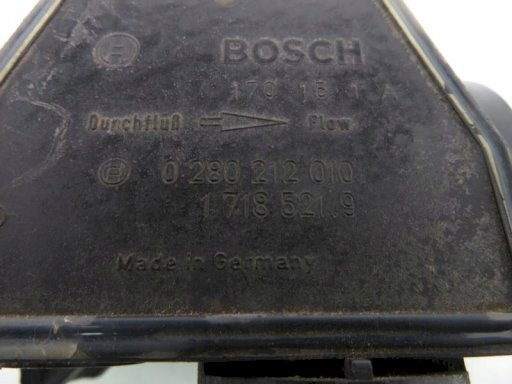 BOSCH
Durchfluß Flow
0 280 212 010
1 718 521.9
Made in Germany